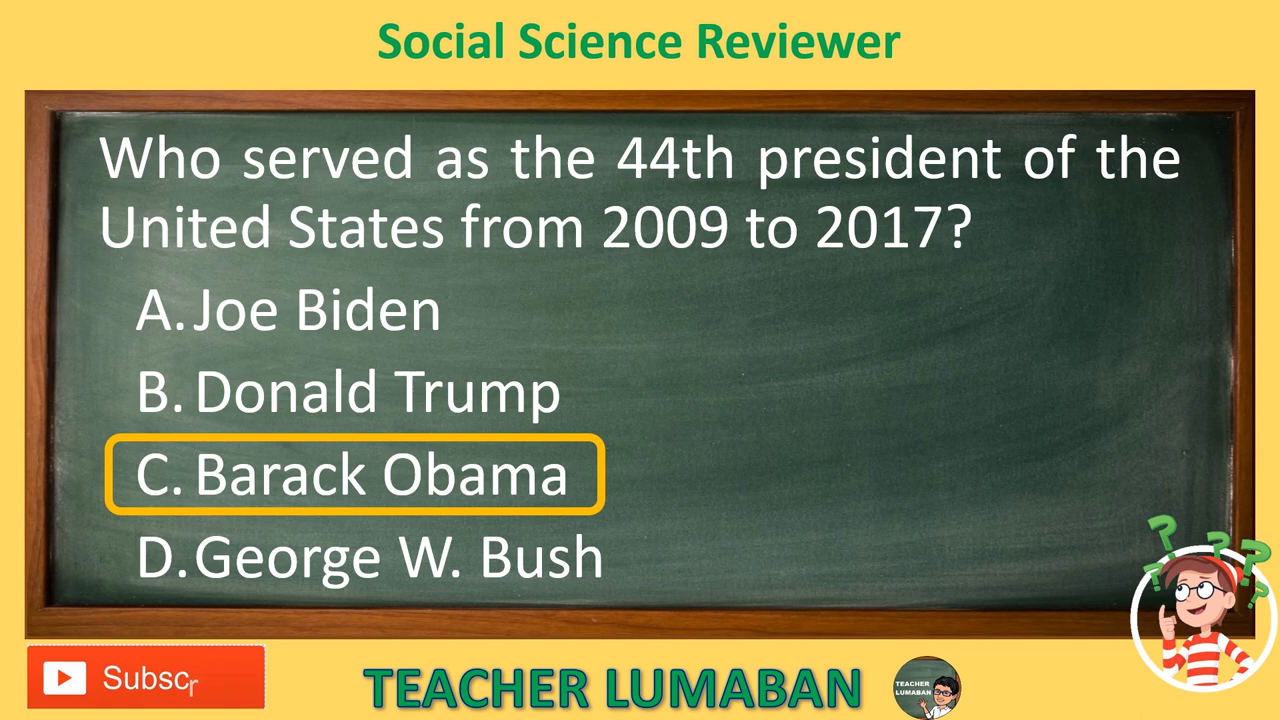 Social Science Reviewer
Who served as the 44th president of the
United States from 2009 to 2017?
A. Joe Biden
B. Donald Trump
C. Barack Obama
D. George W. Bush
? ? ? ? ?
Subscr
TEACHER LUMABAN
TEACHER
LUMABAN